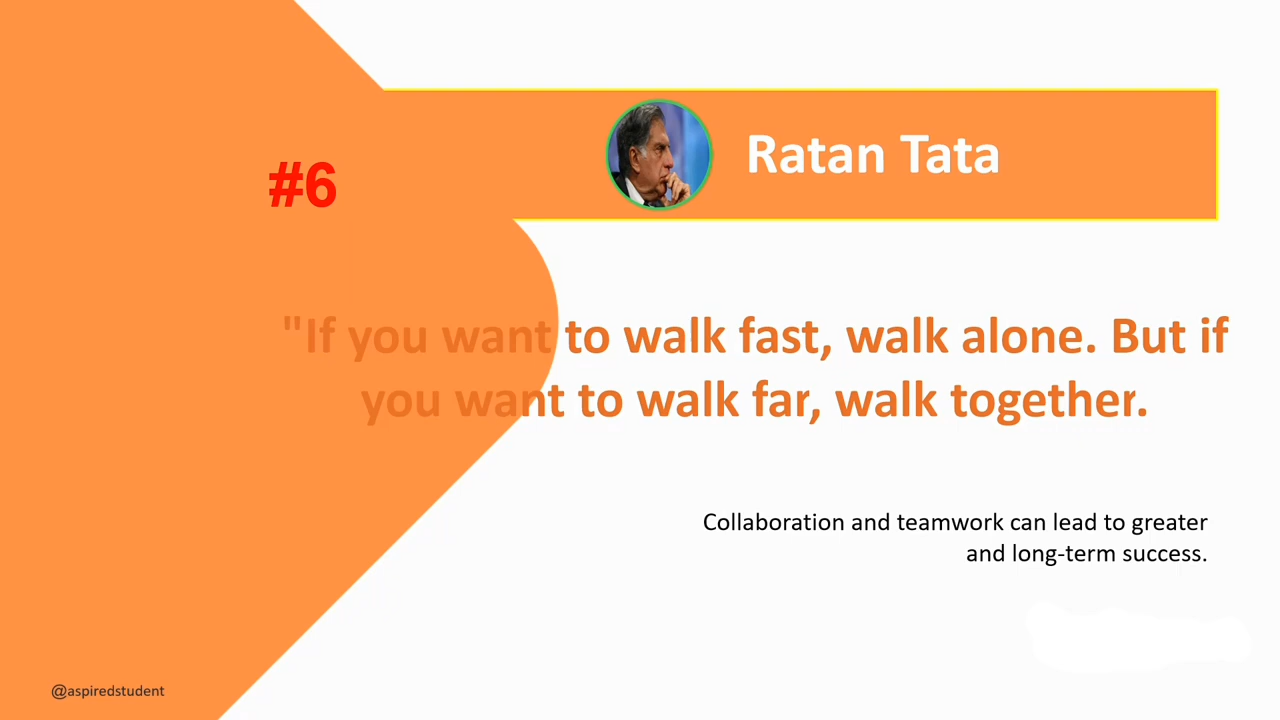 #6
Ratan Tata
"If you want to walk fast, walk alone. But if
you want to walk far, walk together.
Collaboration and teamwork can lead to greater
and long-term success.
@aspiredstudent